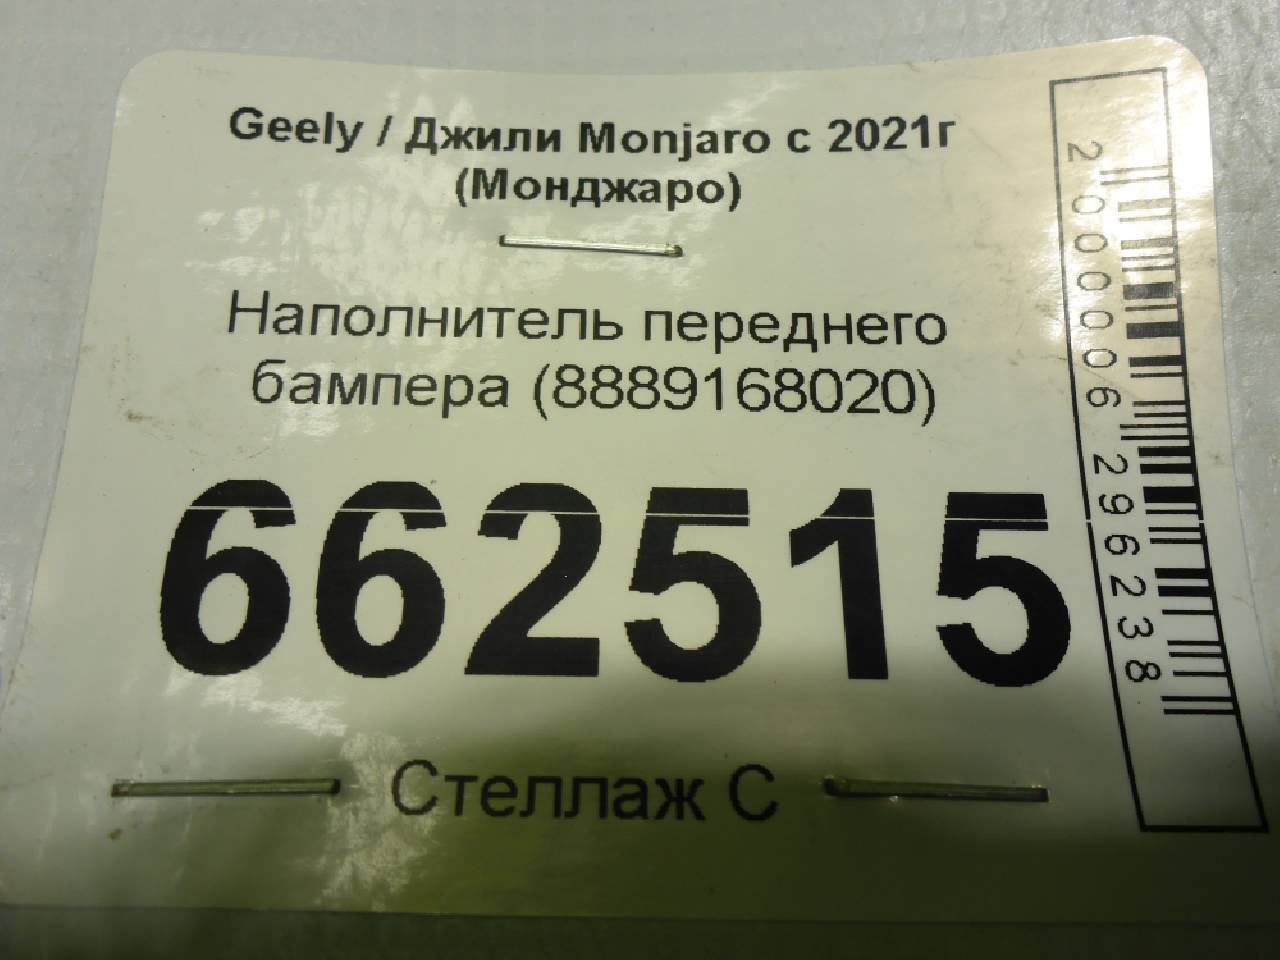 Geely / Джили Monjaro с 2021г
(Монджаро)
Наполнитель переднего
бампера (8889168020)
662515
Стеллаж С
2000006296238